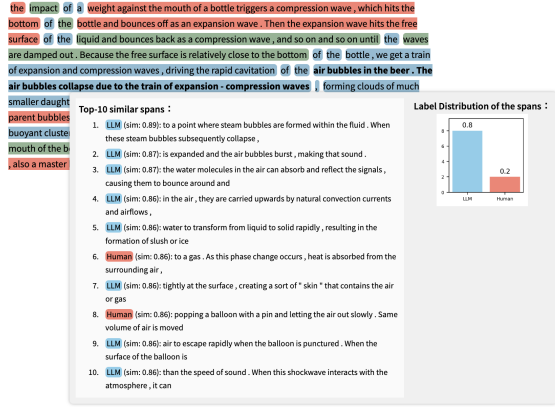 the impact of a weight against the mouth of a bottle triggers a compression wave , which hits the
bottom of the bottle and bounces off as an expansion wave . Then the expansion wave hits the free
surface of the liquid and bounces back as a compression wave , and so on and so on until the waves
are damped out . Because the free surface is relatively close to the bottom of the bottle , we get a train
of expansion and compression waves , driving the rapid cavitation of the air bubbles in the beer . The
air bubbles collapse due to the train of expansion - compression waves , forming clouds of much
smaller daught
parent bubbles
buoyant cluste
mouth of the b
, also a master
Top-10 similar spans :
1. LLM (sim: 0.89): to a point where steam bubbles are formed within the fluid . When
these steam bubbles subsequently collapse ,
2. LLM (sim: 0.87): is expanded and the air bubbles burst , making that sound .
3. LLM (sim: 0.87): the water molecules in the air can absorb and reflect the signals ,
causing them to bounce around and
4. LLM (sim: 0.86): in the air , they are carried upwards by natural convection currents
and airflows ,
5. LLM (sim: 0.86): water to transform from liquid to solid rapidly , resulting in the
formation of slush or ice
6. Human (sim: 0.86): to a gas . As this phase change occurs , heat is absorbed from the
surrounding air ,
7. LLM (sim: 0.86): tightly at the surface , creating a sort of " skin " that contains the air
or gas
8. Human (sim: 0.86): popping a balloon with a pin and letting the air out slowly . Same
volume of air is moved
9. LLM (sim: 0.86): air to escape rapidly when the balloon is punctured . When the
surface of the balloon is
10. LLM (sim: 0.86): than the speed of sound . When this shockwave interacts with the
atmosphere , it can
Label Distribution of the spans :
0.8
0.2
8
6
4
2
0
LLM Human